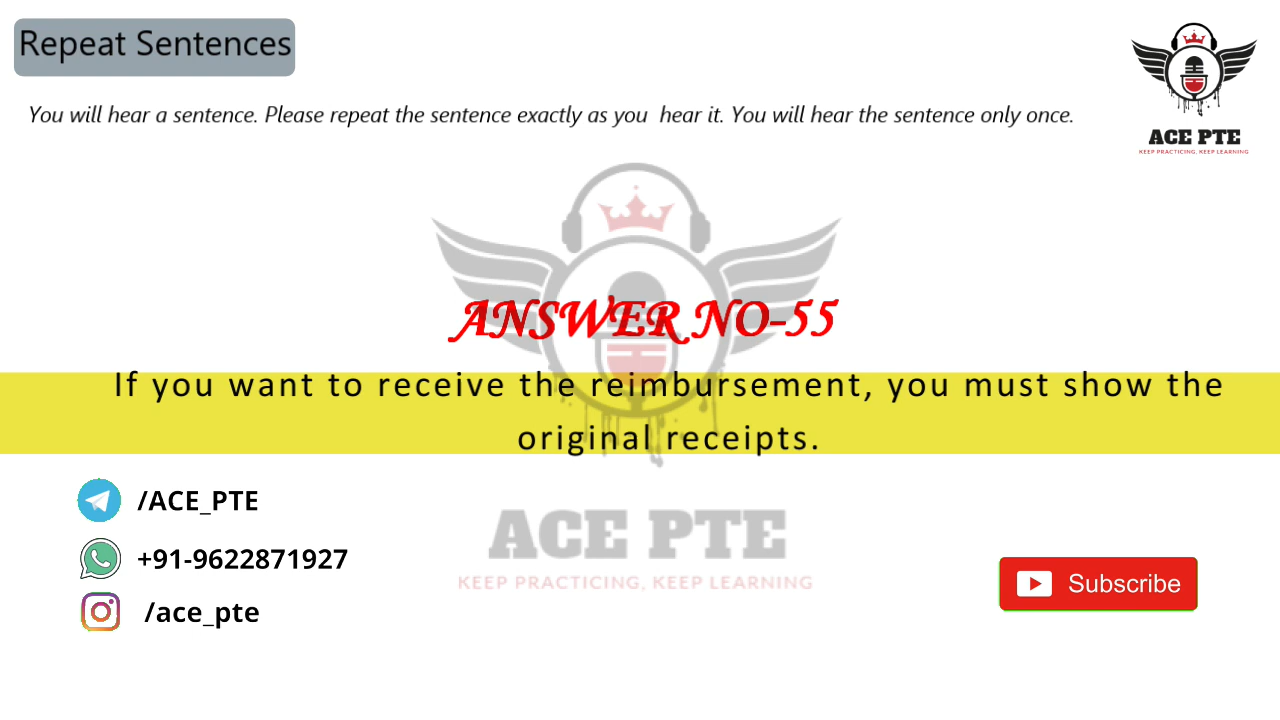 Repeat Sentences
You will hear a sentence. Please repeat the sentence exactly as you hear it. You will hear the sentence only once.
ACE PTE
KEEP PRACTICING, KEEP LEARNING
ANSWER NO-55
If you want to receive the reimbursement, you must show the
original receipts.
/ACE_PTE
+91-9622871927
/ace_pte
ACE PTE
KEEP PRACTICING, KEEP LEARNING
Subscribe